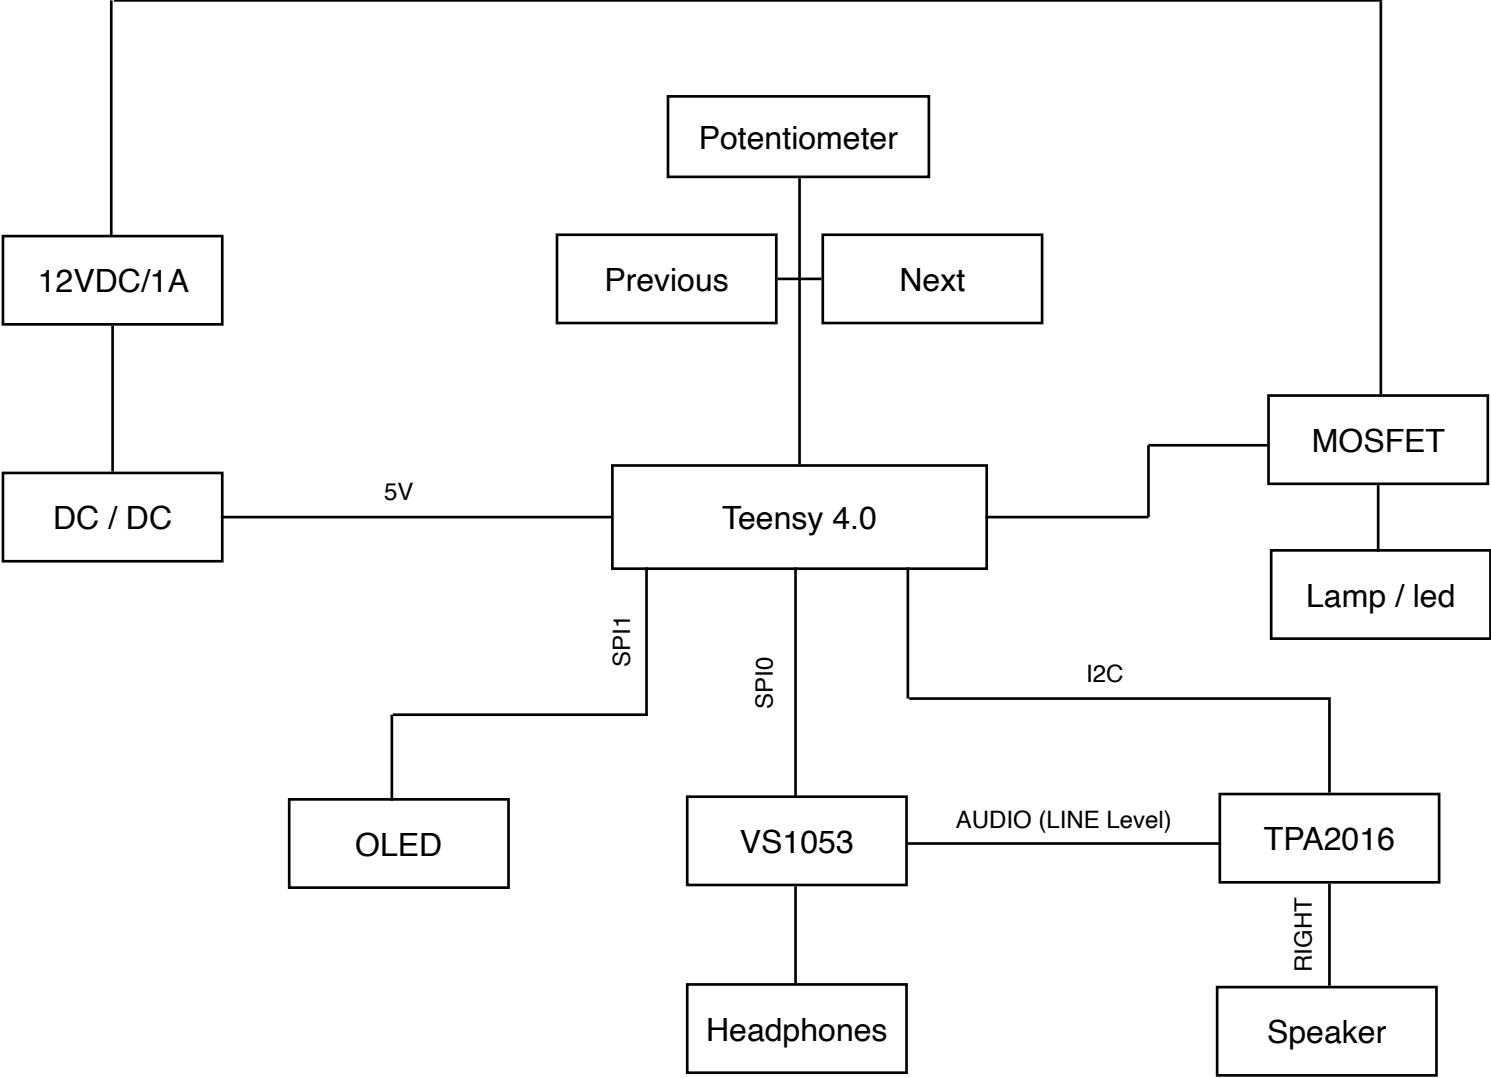 Potentiometer
12VDC/1A
Previous
Next
MOSFET
DC / DC
5V
Teensy 4.0
Lamp / led
SPI1
SPI0
I2C
OLED
VS1053
AUDIO (LINE Level)
TPA2016
RIGHT
Headphones
Speaker